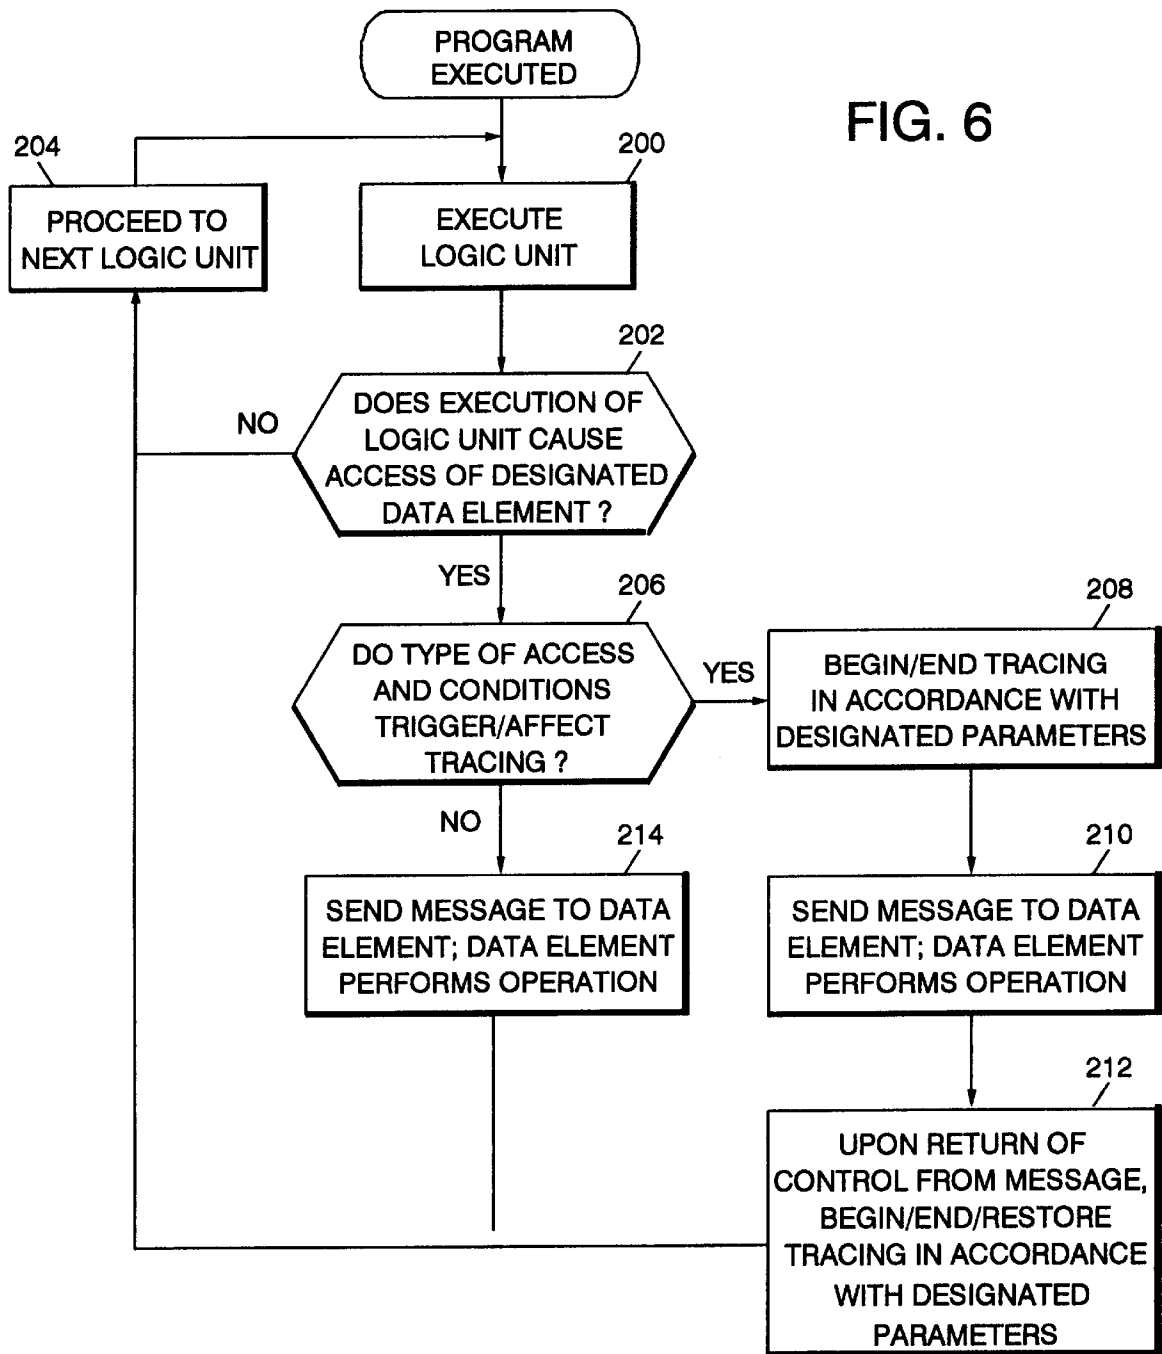 PROGRAM
EXECUTED
FIG. 6
204
PROCEED TO
NEXT LOGIC UNIT
200
EXECUTE
LOGIC UNIT
202
DOES EXECUTION OF
LOGIC UNIT CAUSE
ACCESS OF DESIGNATED
DATA ELEMENT ?
NO
YES
206
DO TYPE OF ACCESS
AND CONDITIONS
TRIGGER/AFFECT
TRACING ?
YES
NO
208
BEGIN/END TRACING
IN ACCORDANCE WITH
DESIGNATED PARAMETERS
214
SEND MESSAGE TO DATA
ELEMENT; DATA ELEMENT
PERFORMS OPERATION
210
SEND MESSAGE TO DATA
ELEMENT; DATA ELEMENT
PERFORMS OPERATION
212
UPON RETURN OF
CONTROL FROM MESSAGE,
BEGIN/END/RESTORE
TRACING IN ACCORDANCE
WITH DESIGNATED
PARAMETERS